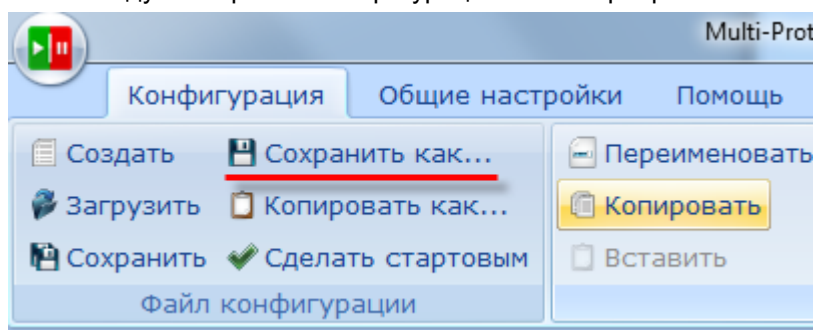 Multi-Prot
Конфигурация Общие настройки Помощь
Создать Сохранить как... Переименовать
Загрузить Копировать как... Копировать
Сохранить Сделать стартовым Вставить
Файл конфигурации